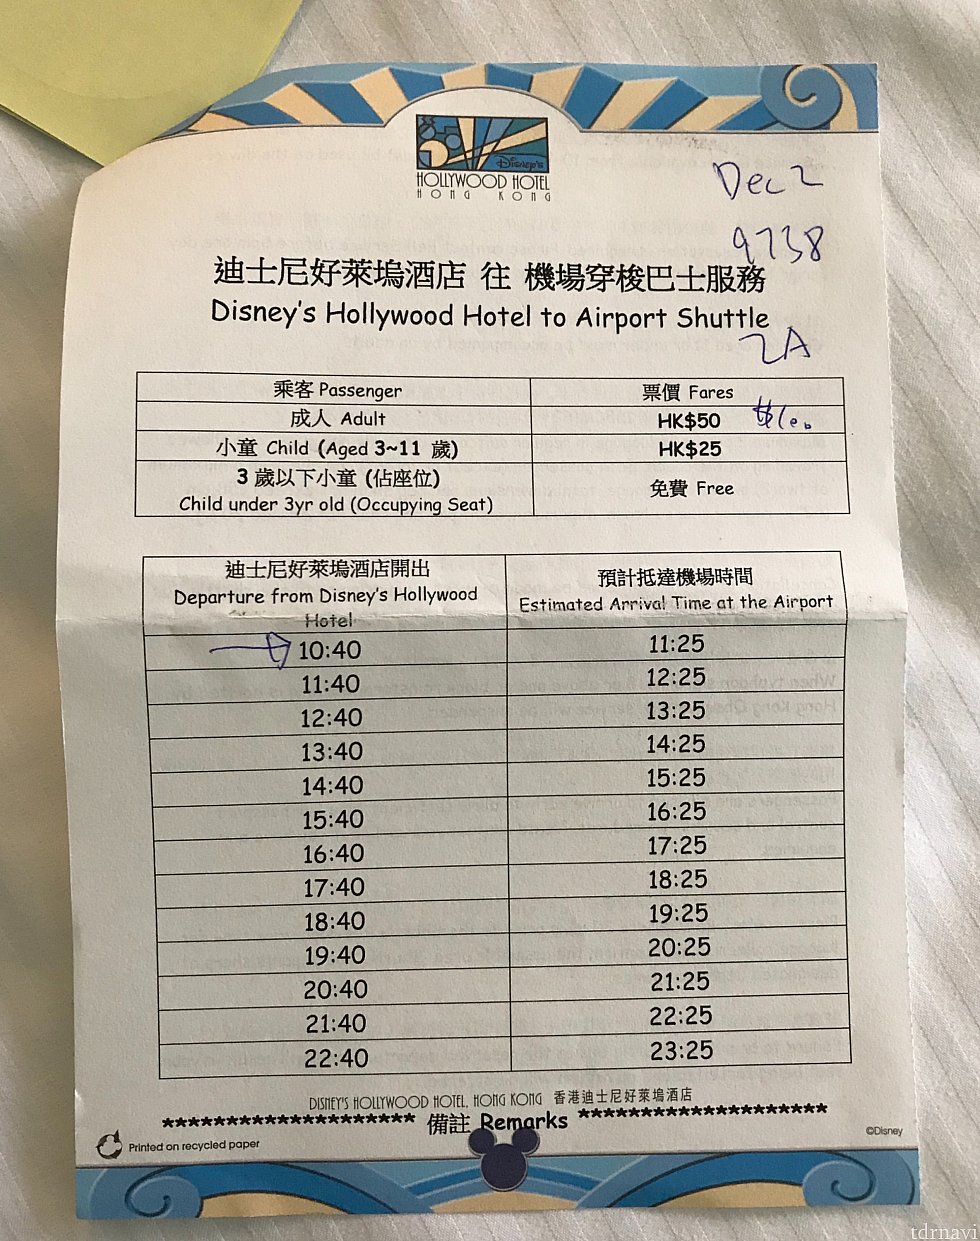 Disney's
HOLLYWOOD HOTEL
HONG KONG
Dec 2
9738
迪士尼好萊塢酒店 往 機場穿梭巴士服務
Disney's Hollywood Hotel to Airport Shuttle
2A
乘客 Passenger 票價 Fares
成人 Adult HK$50
小童 Child (Aged 3~11 歲) HK$25
3 歲以下小童 (佔座位)
Child under 3yr old (Occupying Seat) 免費 Free
迪士尼好萊塢酒店開出 預計抵達機場時間
Departure from Disney's Hollywood Estimated Arrival Time at the Airport
Hotel
10:40 11:25
11:40 12:25
12:40 13:25
13:40 14:25
14:40 15:25
15:40 16:25
16:40 17:25
17:40 18:25
18:40 19:25
19:40 20:25
20:40 21:25
21:40 22:25
22:40 23:25
DISNEY'S HOLLYWOOD HOTEL, HONG KONG 香港迪士尼好萊塢酒店
******************** 備註 Remarks ********************
Printed on recycled paper
©Disney
tdrnavi